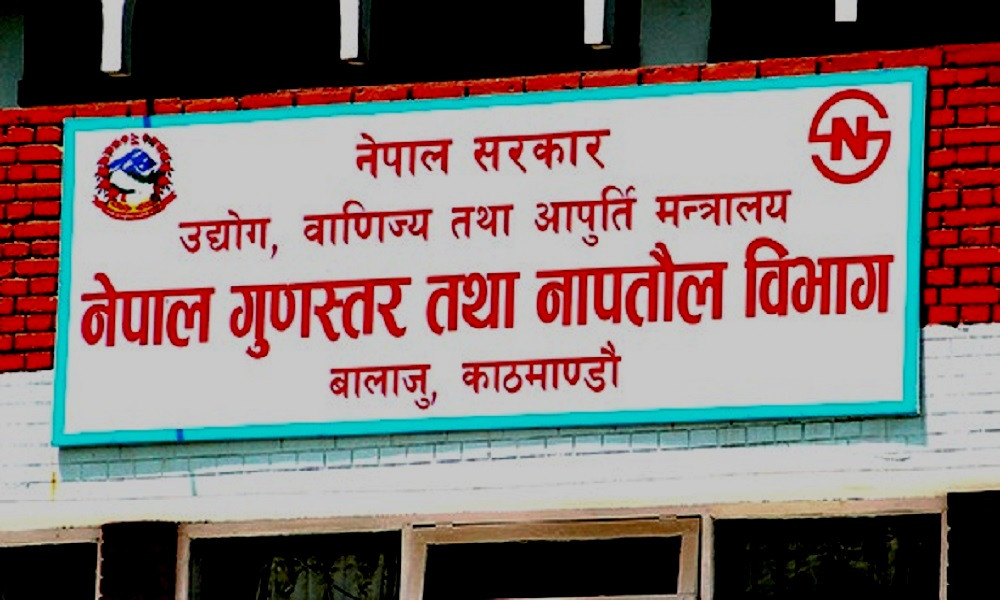 नेपाल सरकार
उद्योग, वाणिज्य तथा आपुर्ति मन्त्रालय
नेपाल गुणस्तर तथा नापतौल विभाग
बालाजु, काठमाण्डौ